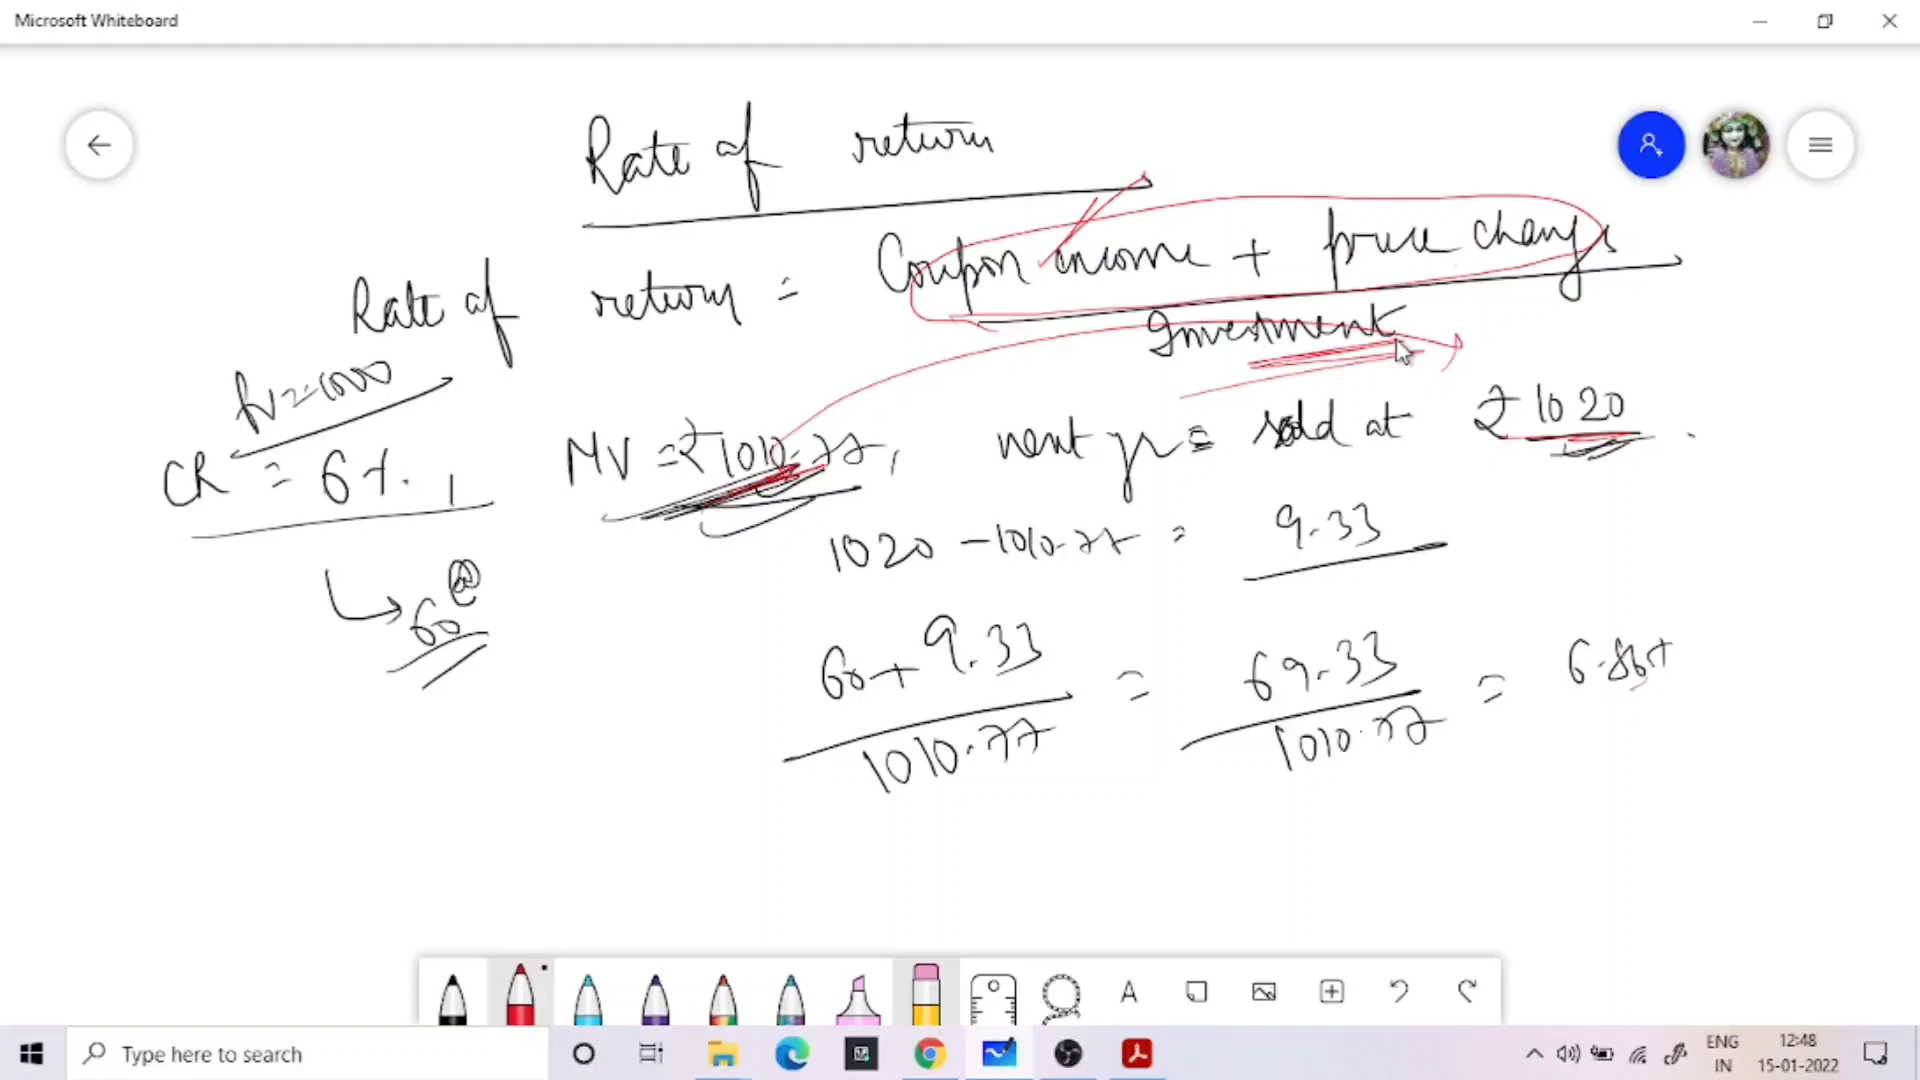 Microsoft Whiteboard
Rate of return
Rate of return = Coupon income + price change
Investment
fv = 1000
CR = 6%.
MV = ₹1010.77, next yr = sold at ₹1020.
1020 - 1010.77 = 9.33
60
60 + 9.33 = 69.33 = 6.86%
1010.77 1010.77
Type here to search
ENG
IN
12:48
15-01-2022